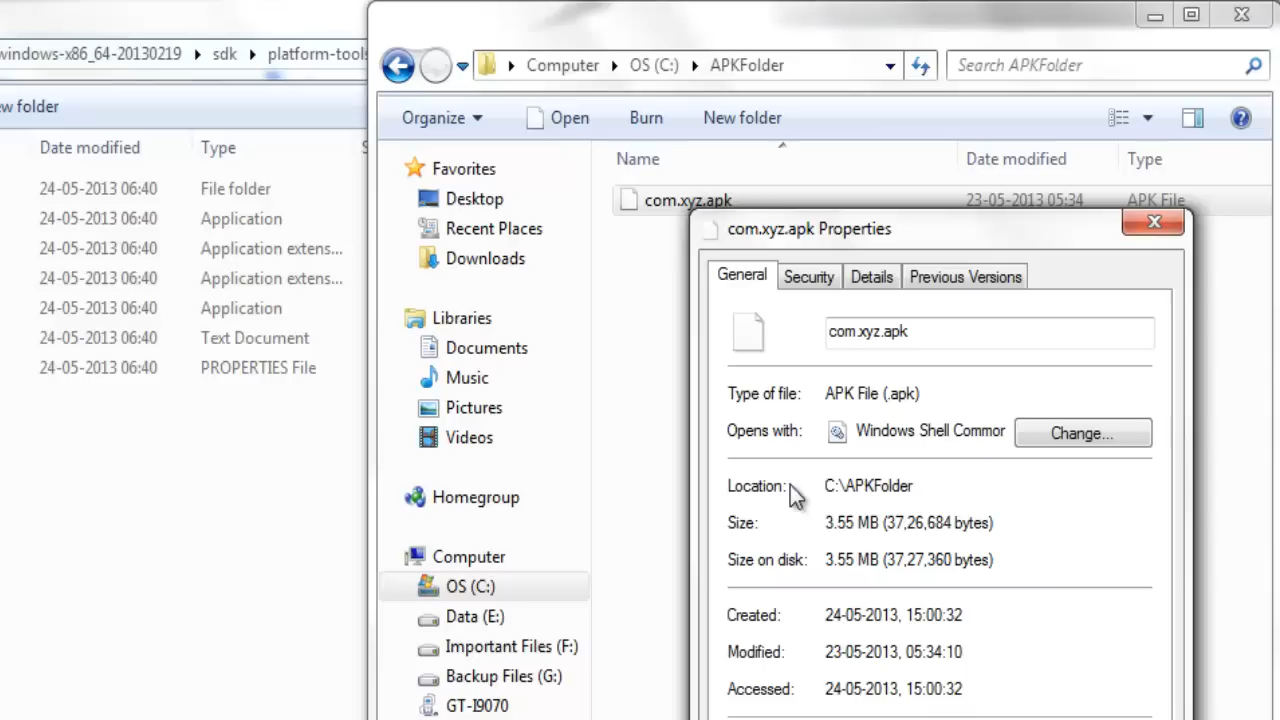 windows-x86_64-20130219 sdk platform-tools
New folder
Date modified Type
24-05-2013 06:40 File folder
24-05-2013 06:40 Application
24-05-2013 06:40 Application extens...
24-05-2013 06:40 Application extens...
24-05-2013 06:40 Application
24-05-2013 06:40 Text Document
24-05-2013 06:40 PROPERTIES File
Computer OS (C:) APKFolder
Search APKFolder
Organize Open Burn New folder
Favorites
Desktop
Recent Places
Downloads
Libraries
Documents
Music
Pictures
Videos
Homegroup
Computer
OS (C:)
Data (E:)
Important Files (F:)
Backup Files (G:)
GT-I9070
Name Date modified Type
com.xyz.apk 23-05-2013 05:34 APK File
com.xyz.apk Properties
General Security Details Previous Versions
com.xyz.apk
Type of file: APK File (.apk)
Opens with: Windows Shell Commor Change...
Location: C:\APKFolder
Size: 3.55 MB (37,26,684 bytes)
Size on disk: 3.55 MB (37,27,360 bytes)
Created: 24-05-2013, 15:00:32
Modified: 23-05-2013, 05:34:10
Accessed: 24-05-2013, 15:00:32